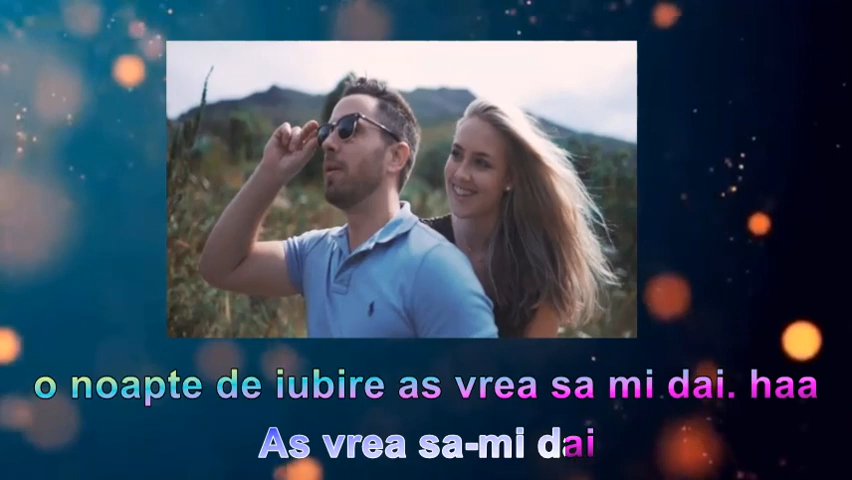 o noapte de iubire as vrea sa mi dai. haa
As vrea sa-mi dai